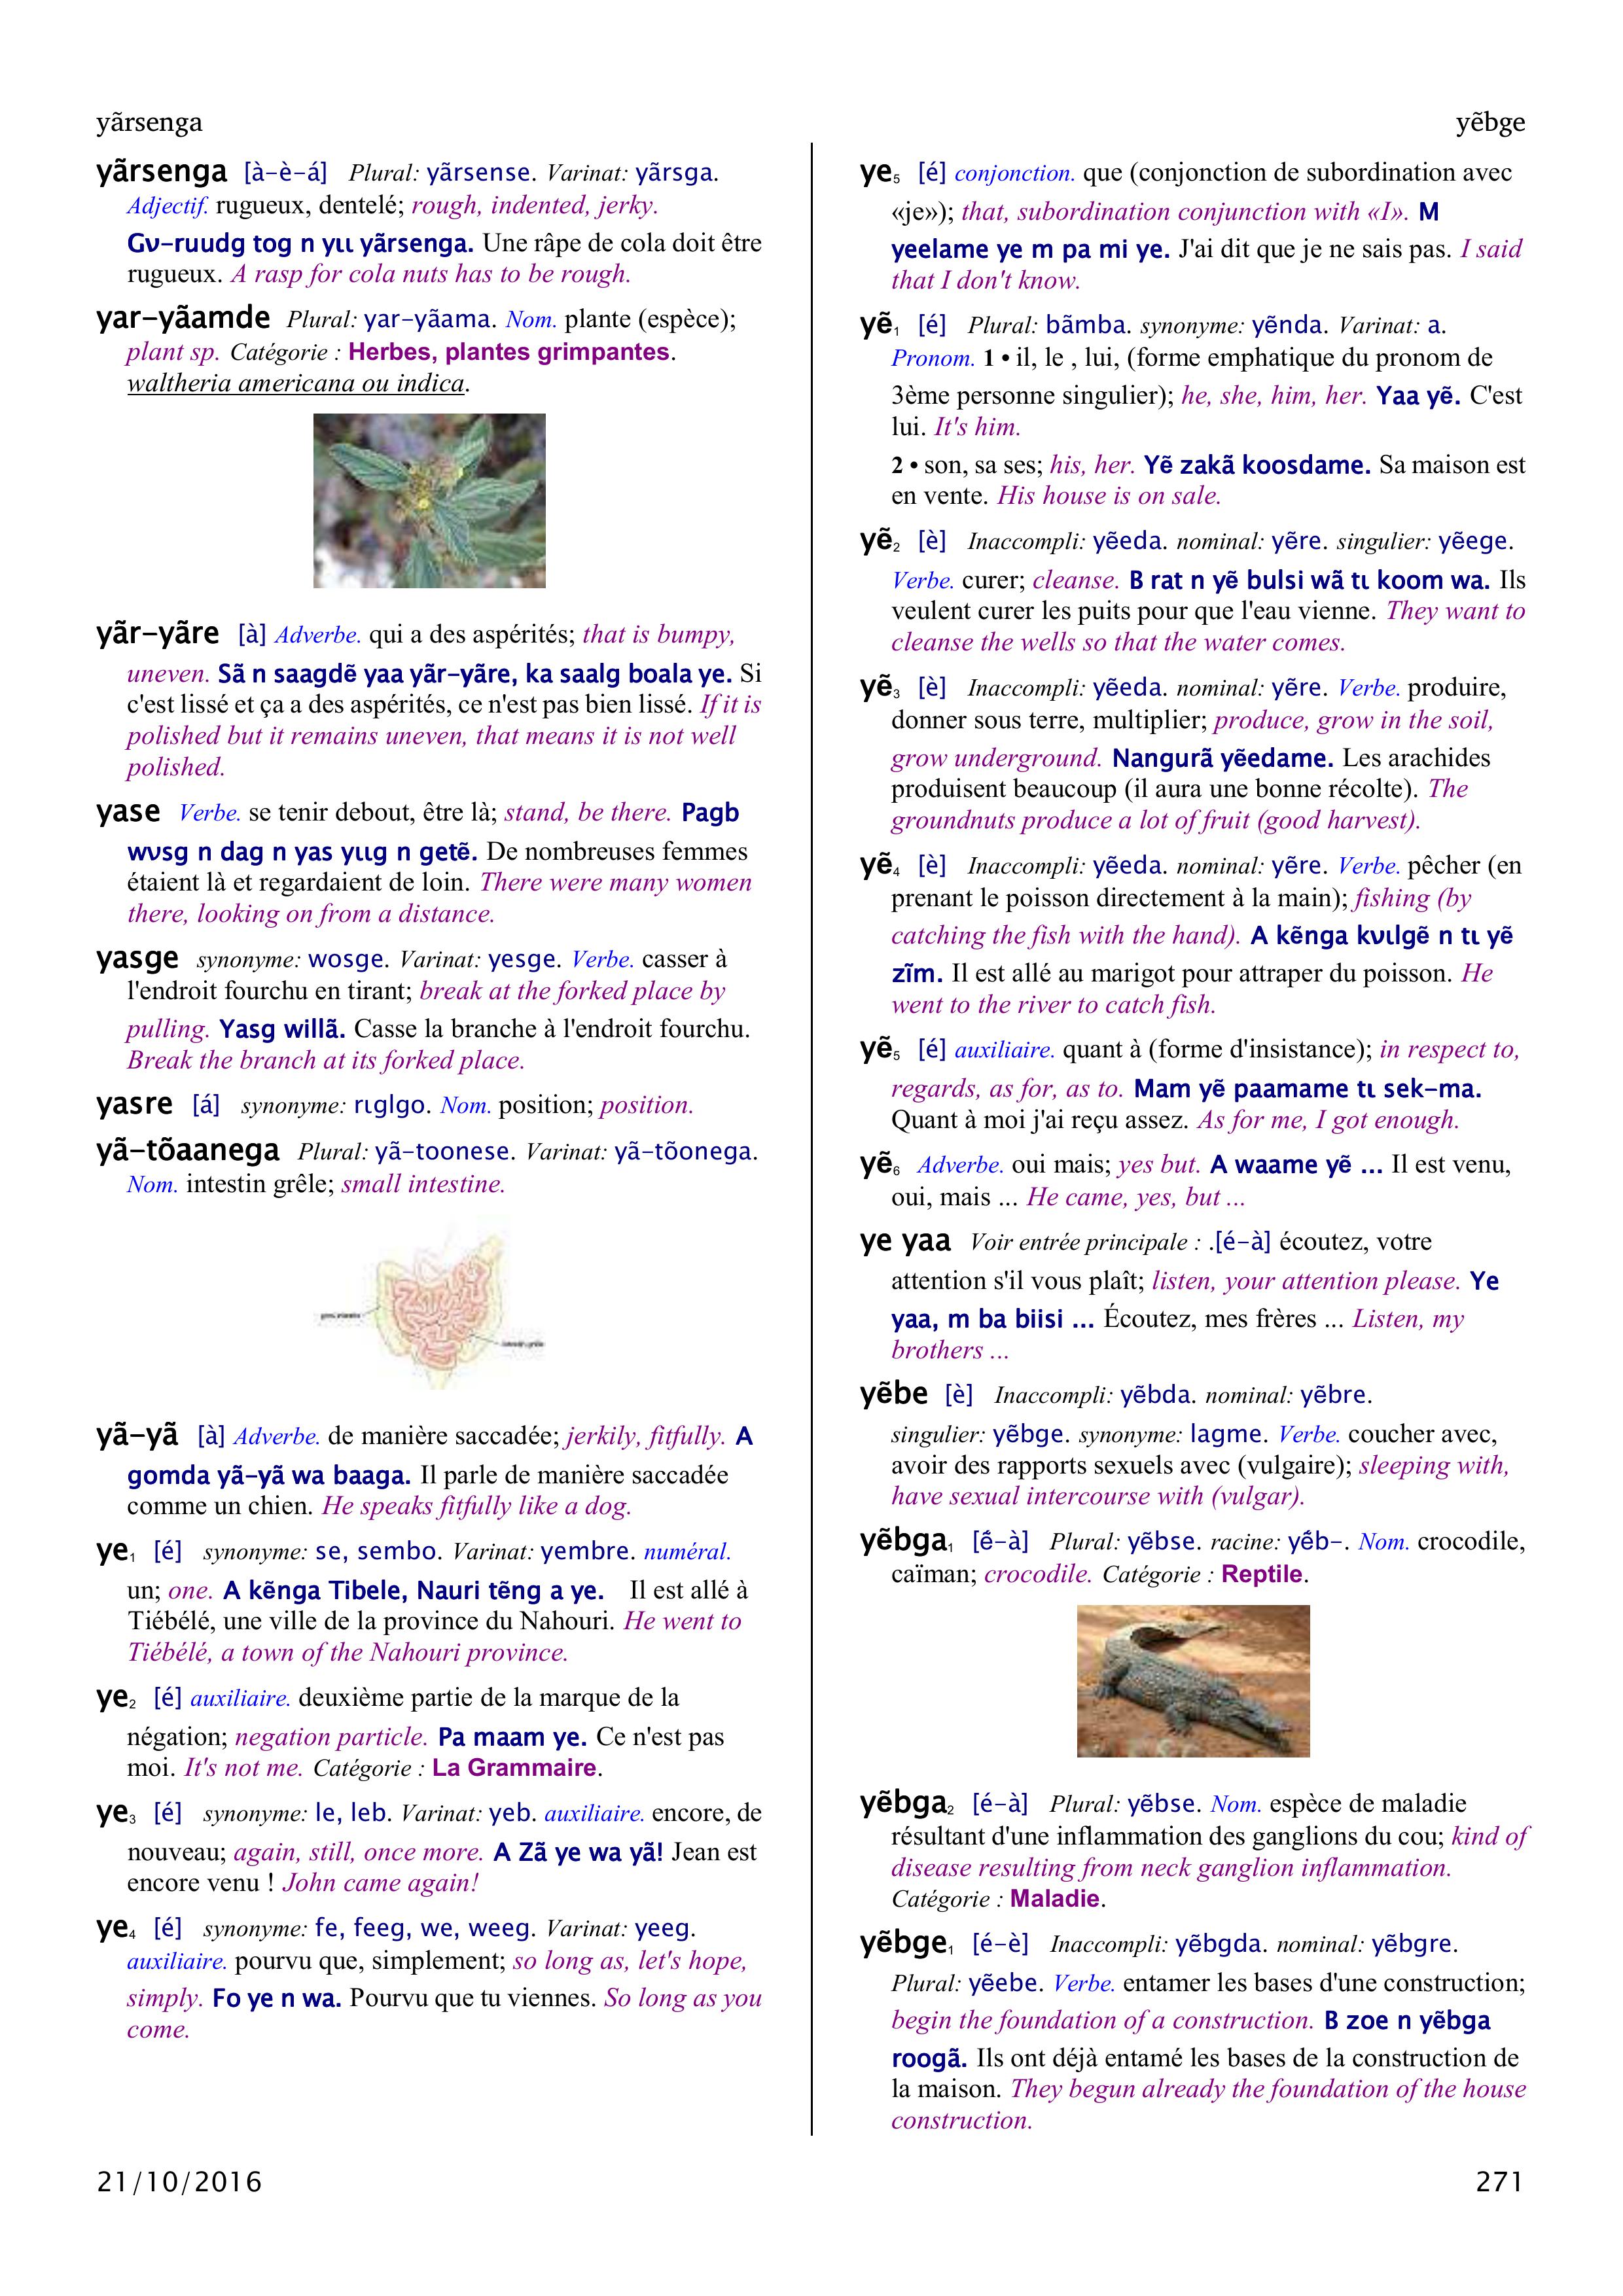 yãrsenga
yẽbge
yãrsenga [à–è–á] Plural: yãrsense. Varinat: yãrsga.
Adjectif. rugueux, dentelé; rough, indented, jerky.
Gʋ–ruudg tog n yɩɩ yãrsenga. Une râpe de cola doit être
rugueux. A rasp for cola nuts has to be rough.
yar–yãamde Plural: yar–yãama. Nom. plante (espèce);
plant sp. Catégorie : Herbes, plantes grimpantes.
waltheria americana ou indica.
yãr–yãre [à] Adverbe. qui a des aspérités; that is bumpy,
uneven. Sã n saagdẽ yaa yãr–yãre, ka saalg boala ye. Si
c'est lissé et ça a des aspérités, ce n'est pas bien lissé. If it is
polished but it remains uneven, that means it is not well
polished.
yase Verbe. se tenir debout, être là; stand, be there. Pagb
wʋsg n dag n yas yɩɩg n getẽ. De nombreuses femmes
étaient là et regardaient de loin. There were many women
there, looking on from a distance.
yasge synonyme: wosge. Varinat: yesge. Verbe. casser à
l'endroit fourchu en tirant; break at the forked place by
pulling. Yasg willã. Casse la branche à l'endroit fourchu.
Break the branch at its forked place.
yasre [á] synonyme: rɩglgo. Nom. position; position.
yã–tõaanega Plural: yã–toonese. Varinat: yã–tõonega.
Nom. intestin grêle; small intestine.
yã–yã [à] Adverbe. de manière saccadée; jerkily, fitfully. A
gomda yã–yã wa baaga. Il parle de manière saccadée
comme un chien. He speaks fitfully like a dog.
ye₁ [é] synonyme: se, sembo. Varinat: yembre. numéral.
un; one. A kẽnga Tibele, Nauri tẽng a ye. Il est allé à
Tiébélé, une ville de la province du Nahouri. He went to
Tiébélé, a town of the Nahouri province.
ye₂ [é] auxiliaire. deuxième partie de la marque de la
négation; negation particle. Pa maam ye. Ce n'est pas
moi. It's not me. Catégorie : La Grammaire.
ye₃ [é] synonyme: le, leb. Varinat: yeb. auxiliaire. encore, de
nouveau; again, still, once more. A Zã ye wa yã! Jean est
encore venu ! John came again!
ye₄ [é] synonyme: fe, feeg, we, weeg. Varinat: yeeg.
auxiliaire. pourvu que, simplement; so long as, let's hope,
simply. Fo ye n wa. Pourvu que tu viennes. So long as you
come.
ye₅ [é] conjonction. que (conjonction de subordination avec
«je»); that, subordination conjunction with «I». M
yeelame ye m pa mi ye. J'ai dit que je ne sais pas. I said
that I don't know.
yẽ₁ [é] Plural: bãmba. synonyme: yẽnda. Varinat: a.
Pronom. 1 • il, le , lui, (forme emphatique du pronom de
3ème personne singulier); he, she, him, her. Yaa yẽ. C'est
lui. It's him.
2 • son, sa ses; his, her. Yẽ zakã koosdame. Sa maison est
en vente. His house is on sale.
yẽ₂ [è] Inaccompli: yẽeda. nominal: yẽre. singulier: yẽege.
Verbe. curer; cleanse. B rat n yẽ bulsi wã tɩ koom wa. Ils
veulent curer les puits pour que l'eau vienne. They want to
cleanse the wells so that the water comes.
yẽ₃ [è] Inaccompli: yẽeda. nominal: yẽre. Verbe. produire,
donner sous terre, multiplier; produce, grow in the soil,
grow underground. Nangurã yẽedame. Les arachides
produisent beaucoup (il aura une bonne récolte). The
groundnuts produce a lot of fruit (good harvest).
yẽ₄ [è] Inaccompli: yẽeda. nominal: yẽre. Verbe. pêcher (en
prenant le poisson directement à la main); fishing (by
catching the fish with the hand). A kẽnga kʋɩlgẽ n tɩ yẽ
zĩm. Il est allé au marigot pour attraper du poisson. He
went to the river to catch fish.
yẽ₅ [é] auxiliaire. quant à (forme d'insistance); in respect to,
regards, as for, as to. Mam yẽ paamame tɩ sek–ma.
Quant à moi j'ai reçu assez. As for me, I got enough.
yẽ₆ Adverbe. oui mais; yes but. A waame yẽ ... Il est venu,
oui, mais ... He came, yes, but ...
ye yaa Voir entrée principale : .[é–à] écoutez, votre
attention s'il vous plaît; listen, your attention please. Ye
yaa, m ba biisi ... Écoutez, mes frères ... Listen, my
brothers ...
yẽbe [è] Inaccompli: yẽbda. nominal: yẽbre.
singulier: yẽbge. synonyme: lagme. Verbe. coucher avec,
avoir des rapports sexuels avec (vulgaire); sleeping with,
have sexual intercourse with (vulgar).
yẽbga₁ [ẽ́–à] Plural: yẽbse. racine: yẽ́b–. Nom. crocodile,
caïman; crocodile. Catégorie : Reptile.
yẽbga₂ [é–à] Plural: yẽbse. Nom. espèce de maladie
résultant d'une inflammation des ganglions du cou; kind of
disease resulting from neck ganglion inflammation.
Catégorie : Maladie.
yẽbge₁ [é–è] Inaccompli: yẽbgda. nominal: yẽbgre.
Plural: yẽebe. Verbe. entamer les bases d'une construction;
begin the foundation of a construction. B zoe n yẽbga
roogã. Ils ont déjà entamé les bases de la construction de
la maison. They begun already the foundation of the house
construction.
21/10/2016
271